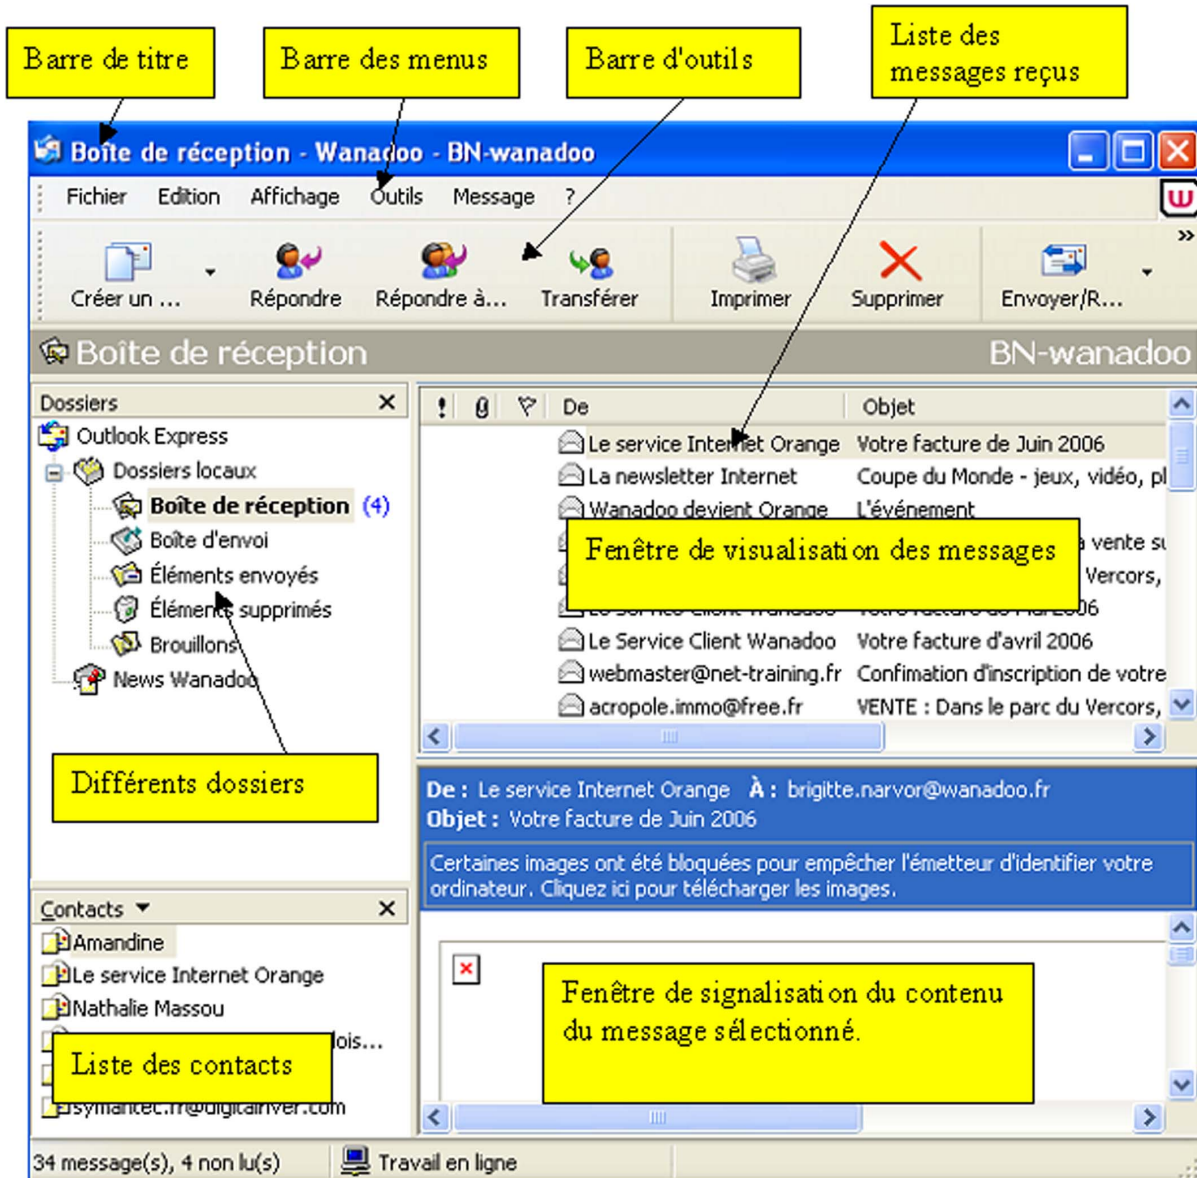 Barre de titre
Barre des menus
Barre d'outils
Liste des
messages reçus
Boîte de réception - Wanadoo - BN-wanadoo
Fichier Edition Affichage Outils Message ?
Créer un ... Répondre Répondre à... Transférer Imprimer Supprimer Envoyer/R...
Boîte de réception BN-wanadoo
Dossiers
Outlook Express
Dossiers locaux
Boîte de réception (4)
Boîte d'envoi
Éléments envoyés
Éléments supprimés
Brouillons
News Wanadoo
Différents dossiers
De Objet
Le service Internet Orange Votre facture de Juin 2006
La newsletter Internet Coupe du Monde - jeux, vidéo, pl
Wanadoo devient Orange L'événement
Fenêtre de visualisation des messages
vente su
Vercors,
Le Service Client Wanadoo Votre facture d'avril 2006
webmaster@net-training.fr Confimation d'inscription de votre
acropole.immo@free.fr VENTE : Dans le parc du Vercors,
De : Le service Internet Orange À : brigitte.narvor@wanadoo.fr
Objet : Votre facture de Juin 2006
Certaines images ont été bloquées pour empêcher l'émetteur d'identifier votre
ordinateur. Cliquez ici pour télécharger les images.
Fenêtre de signalisation du contenu
du message sélectionné.
Contacts
Amandine
Le service Internet Orange
Nathalie Massou
lois...
Liste des contacts
symantec.fr@digitalriver.com
34 message(s), 4 non lu(s) Travail en ligne